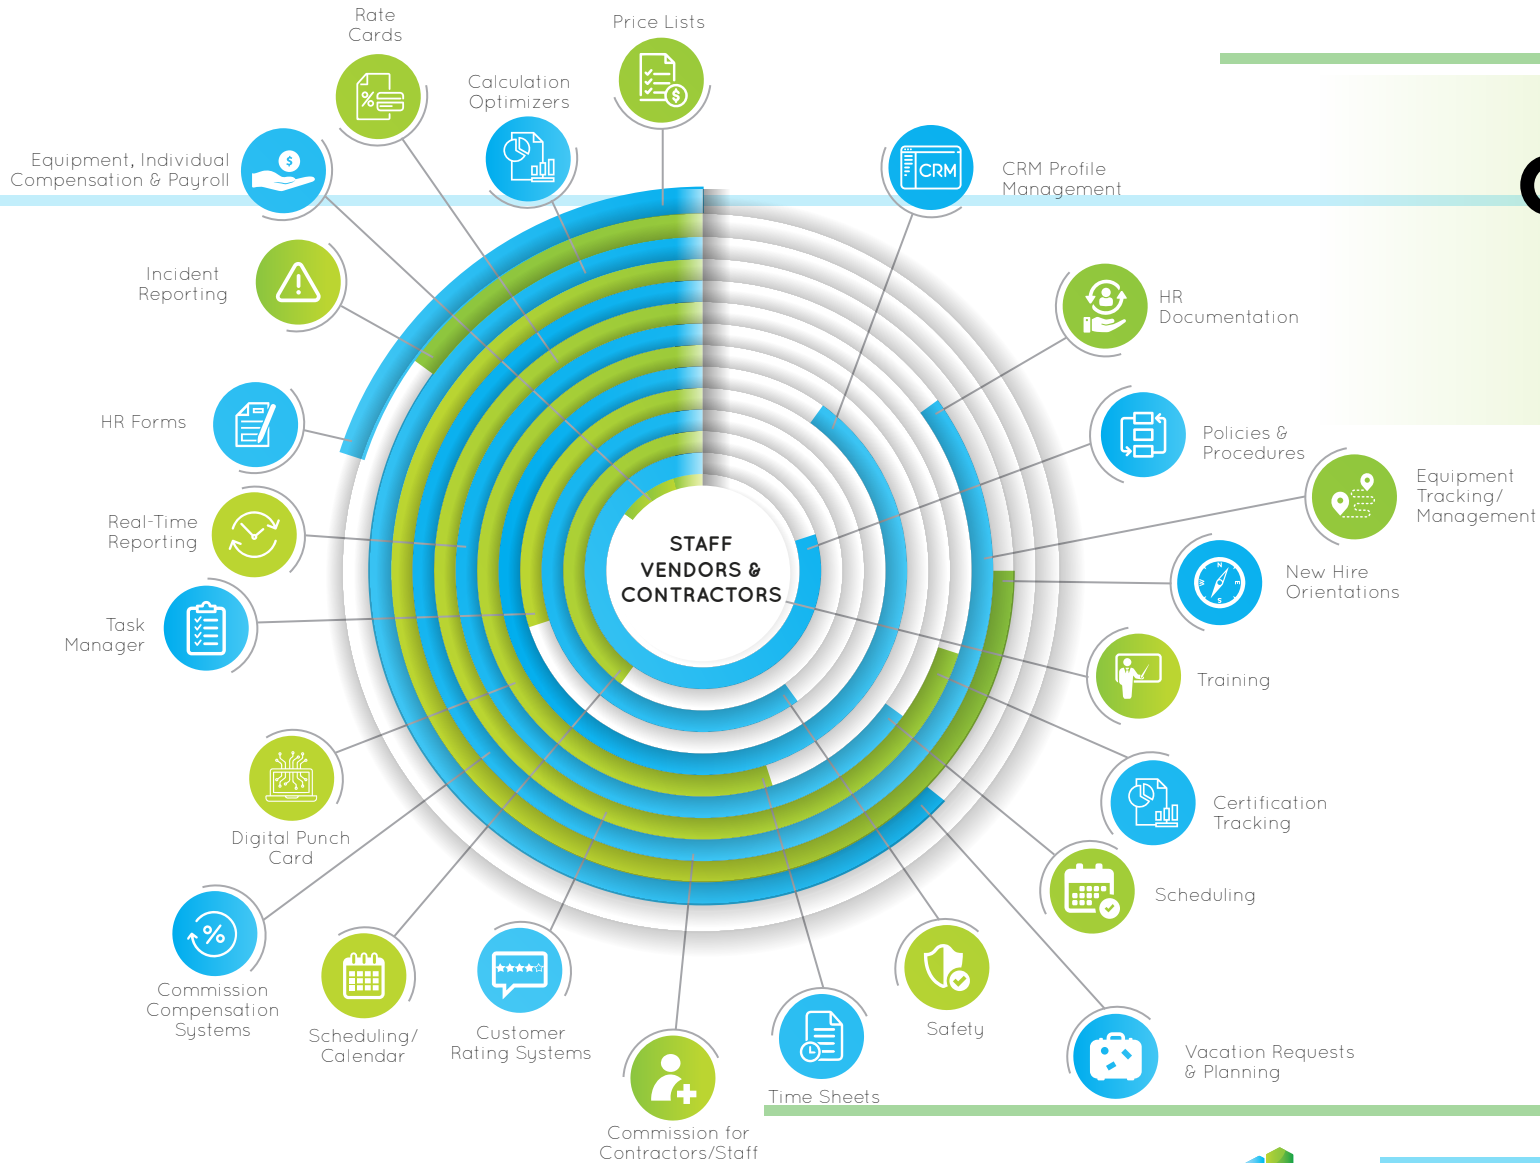 Rate
Cards
Price Lists
Calculation
Optimizers
Equipment, Individual
Compensation & Payroll
$
%
$
CRM
CRM Profile
Management
Incident
Reporting
HR
Documentation
HR Forms
Policies &
Procedures
Equipment
Tracking/
Management
Real-Time
Reporting
STAFF
VENDORS &
CONTRACTORS
N
W
E
S
New Hire
Orientations
Task
Manager
Training
Digital Punch
Card
Certification
Tracking
Scheduling
%
Commission
Compensation
Systems
Scheduling/
Calendar
Customer
Rating Systems
Safety
Time Sheets
Vacation Requests
& Planning
Commission for
Contractors/Staff